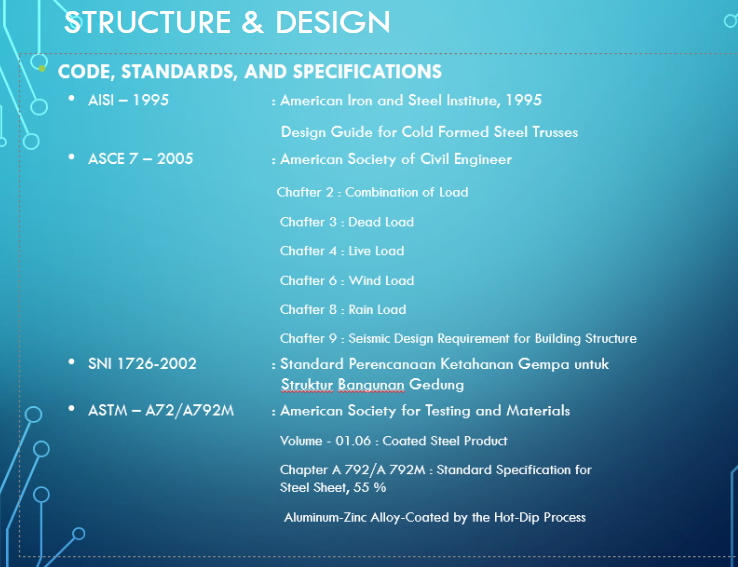 STRUCTURE & DESIGN
CODE, STANDARDS, AND SPECIFICATIONS
• AISI – 1995 : American Iron and Steel Institute, 1995
Design Guide for Cold Formed Steel Trusses
• ASCE 7 – 2005 : American Society of Civil Engineer
Chafter 2 : Combination of Load
Chafter 3 : Dead Load
Chafter 4 : Live Load
Chafter 6 : Wind Load
Chafter 8 : Rain Load
Chafter 9 : Seismic Design Requirement for Building Structure
• SNI 1726-2002 : Standard Perencanaan Ketahanan Gempa untuk
Struktur Bangunan Gedung
• ASTM – A72/A792M : American Society for Testing and Materials
Volume - 01.06 : Coated Steel Product
Chapter A 792/A 792M : Standard Specification for
Steel Sheet, 55 %
Aluminum-Zinc Alloy-Coated by the Hot-Dip Process